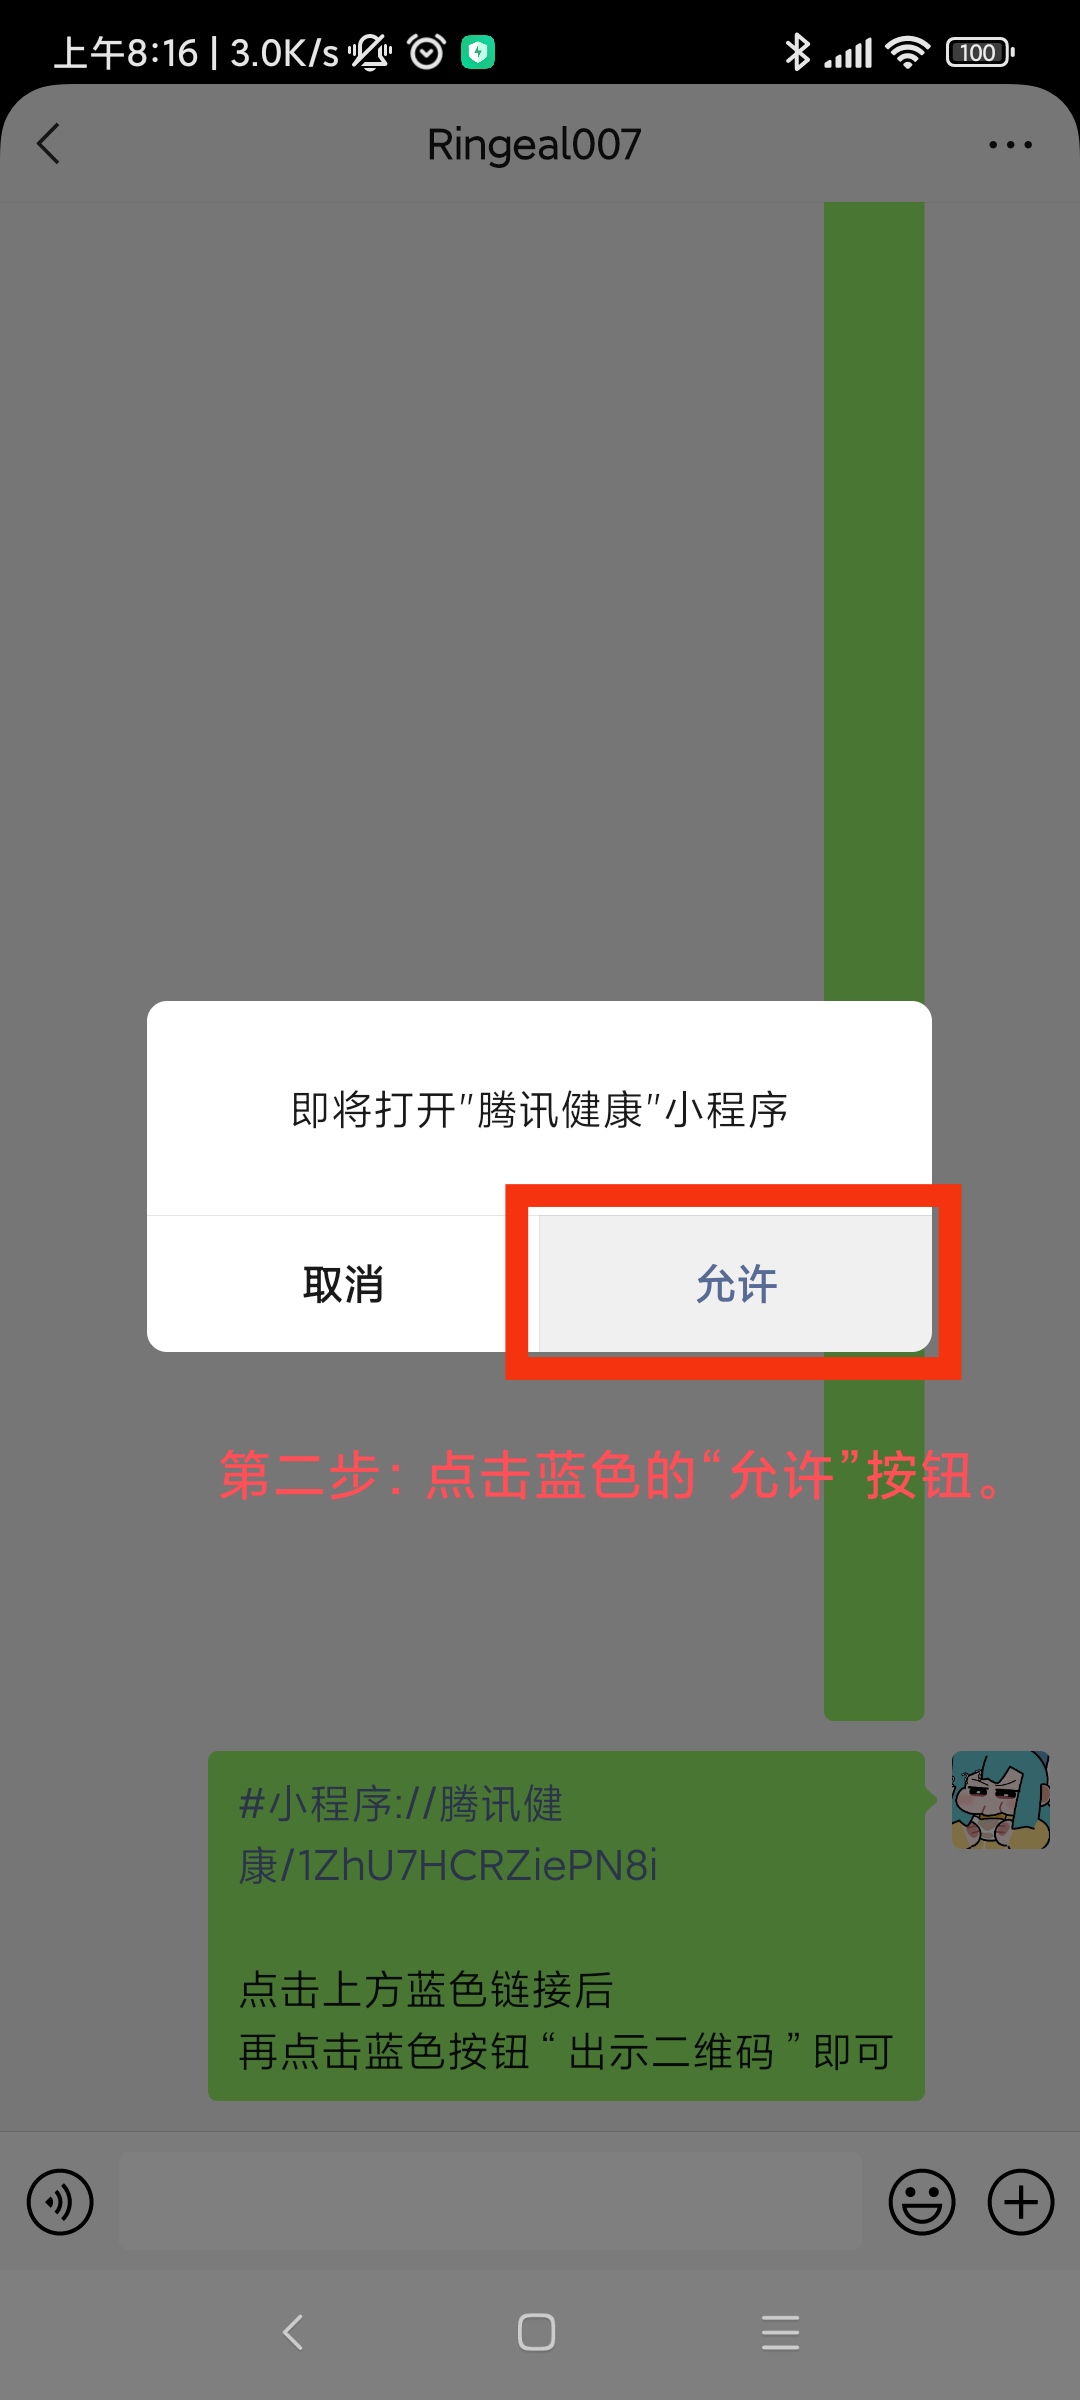 上午8:16 | 3.0K/s
100
Ringeal007
即将打开"腾讯健康"小程序
取消
允许
第二步：点击蓝色的“允许”按钮。
#小程序://腾讯健
康/1ZhU7HCRZiePN8i
点击上方蓝色链接后
再点击蓝色按钮“出示二维码”即可